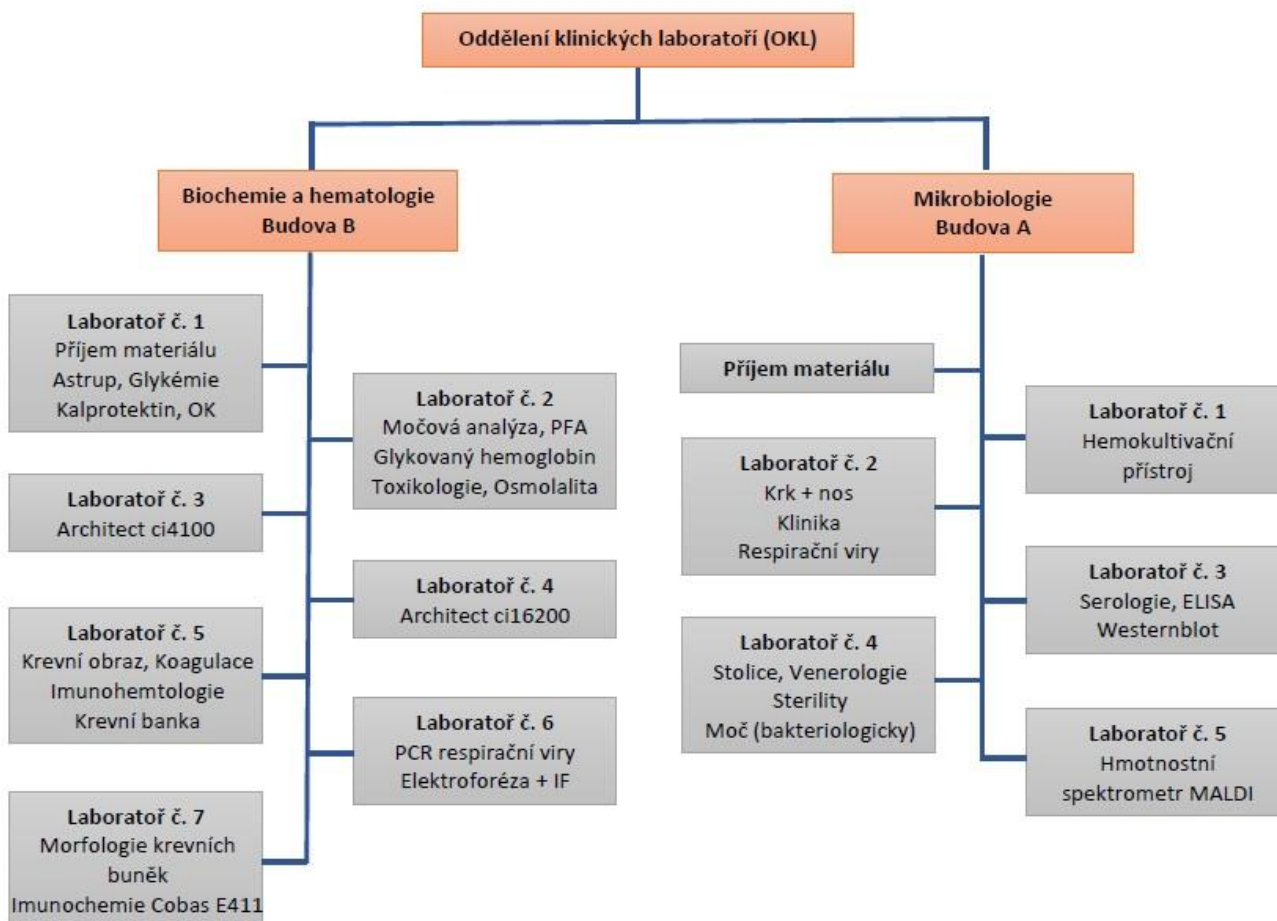 Oddělení klinických laboratoří (OKL)
Biochemie a hematologie
Budova B
Laboratoř č. 1
Příjem materiálu
Astrup, Glykémie
Kalprotektin, OK
Laboratoř č. 2
Močová analýza, PFA
Glykovaný hemoglobin
Toxikologie, Osmolalita
Laboratoř č. 3
Architect ci4100
Laboratoř č. 4
Architect ci16200
Laboratoř č. 5
Krevní obraz, Koagulace
Imunohemtologie
Krevní banka
Laboratoř č. 6
PCR respirační viry
Elektroforéza + IF
Laboratoř č. 7
Morfologie krevních
buněk
Imunochemie Cobas E411
Mikrobiologie
Budova A
Příjem materiálu
Laboratoř č. 1
Hemokultivační
přístroj
Laboratoř č. 2
Krk + nos
Klinika
Respirační viry
Laboratoř č. 3
Serologie, ELISA
Westernblot
Laboratoř č. 4
Stolice, Venerologie
Sterility
Moč (bakteriologicky)
Laboratoř č. 5
Hmotnostní
spektrometr MALDI